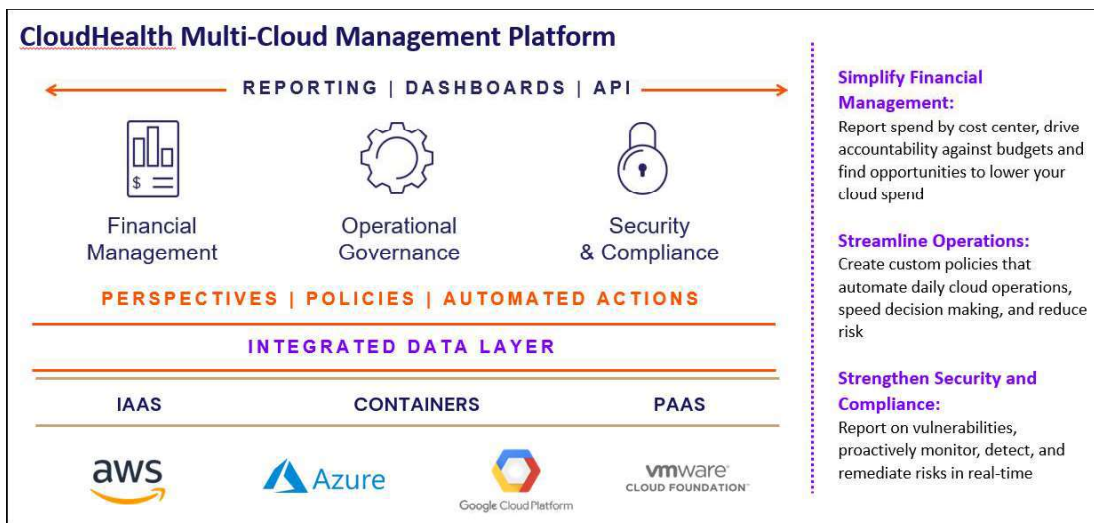 CloudHealth Multi-Cloud Management Platform
REPORTING | DASHBOARDS | API
$
Financial
Management
Operational
Governance
Security
& Compliance
PERSPECTIVES | POLICIES | AUTOMATED ACTIONS
INTEGRATED DATA LAYER
IAAS
CONTAINERS
PAAS
aws
Azure
Google Cloud Platform
vmware
CLOUD FOUNDATION™
Simplify Financial
Management:
Report spend by cost center, drive
accountability against budgets and
find opportunities to lower your
cloud spend
Streamline Operations:
Create custom policies that
automate daily cloud operations,
speed decision making, and reduce
risk
Strengthen Security and
Compliance:
Report on vulnerabilities,
proactively monitor, detect, and
remediate risks in real-time